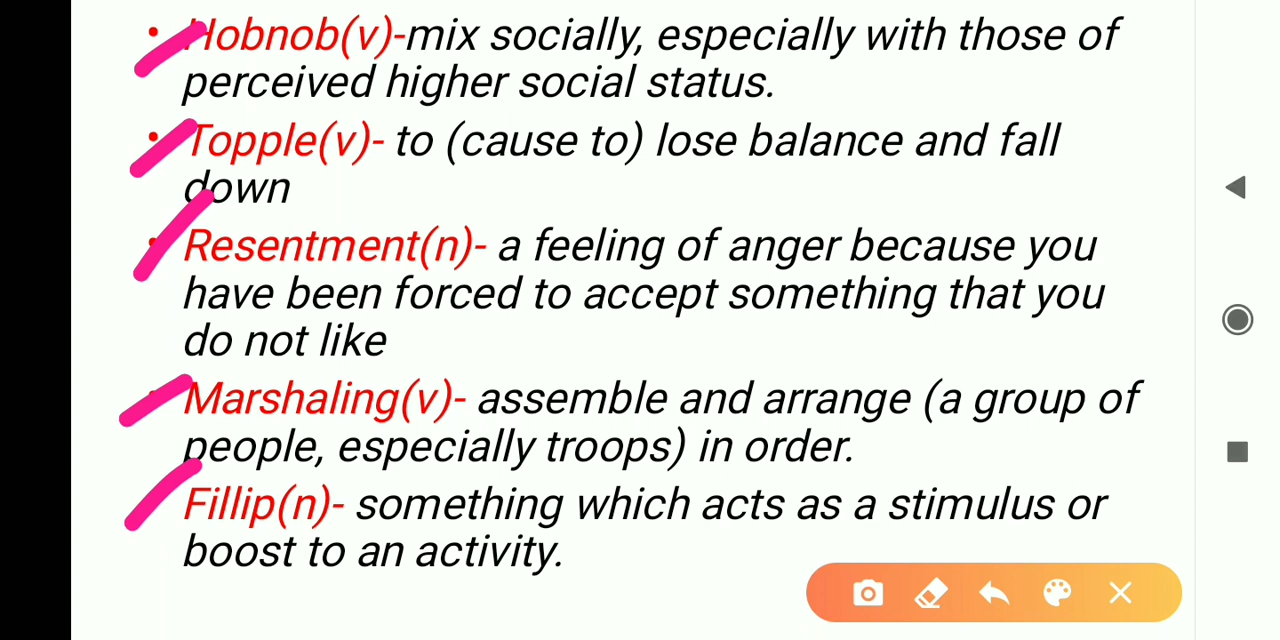 • Hobnob(v)-mix socially, especially with those of
perceived higher social status.
• Topple(v)- to (cause to) lose balance and fall
down
• Resentment(n)- a feeling of anger because you
have been forced to accept something that you
do not like
• Marshaling(v)- assemble and arrange (a group of
people, especially troops) in order.
Fillip(n)- something which acts as a stimulus or
boost to an activity.